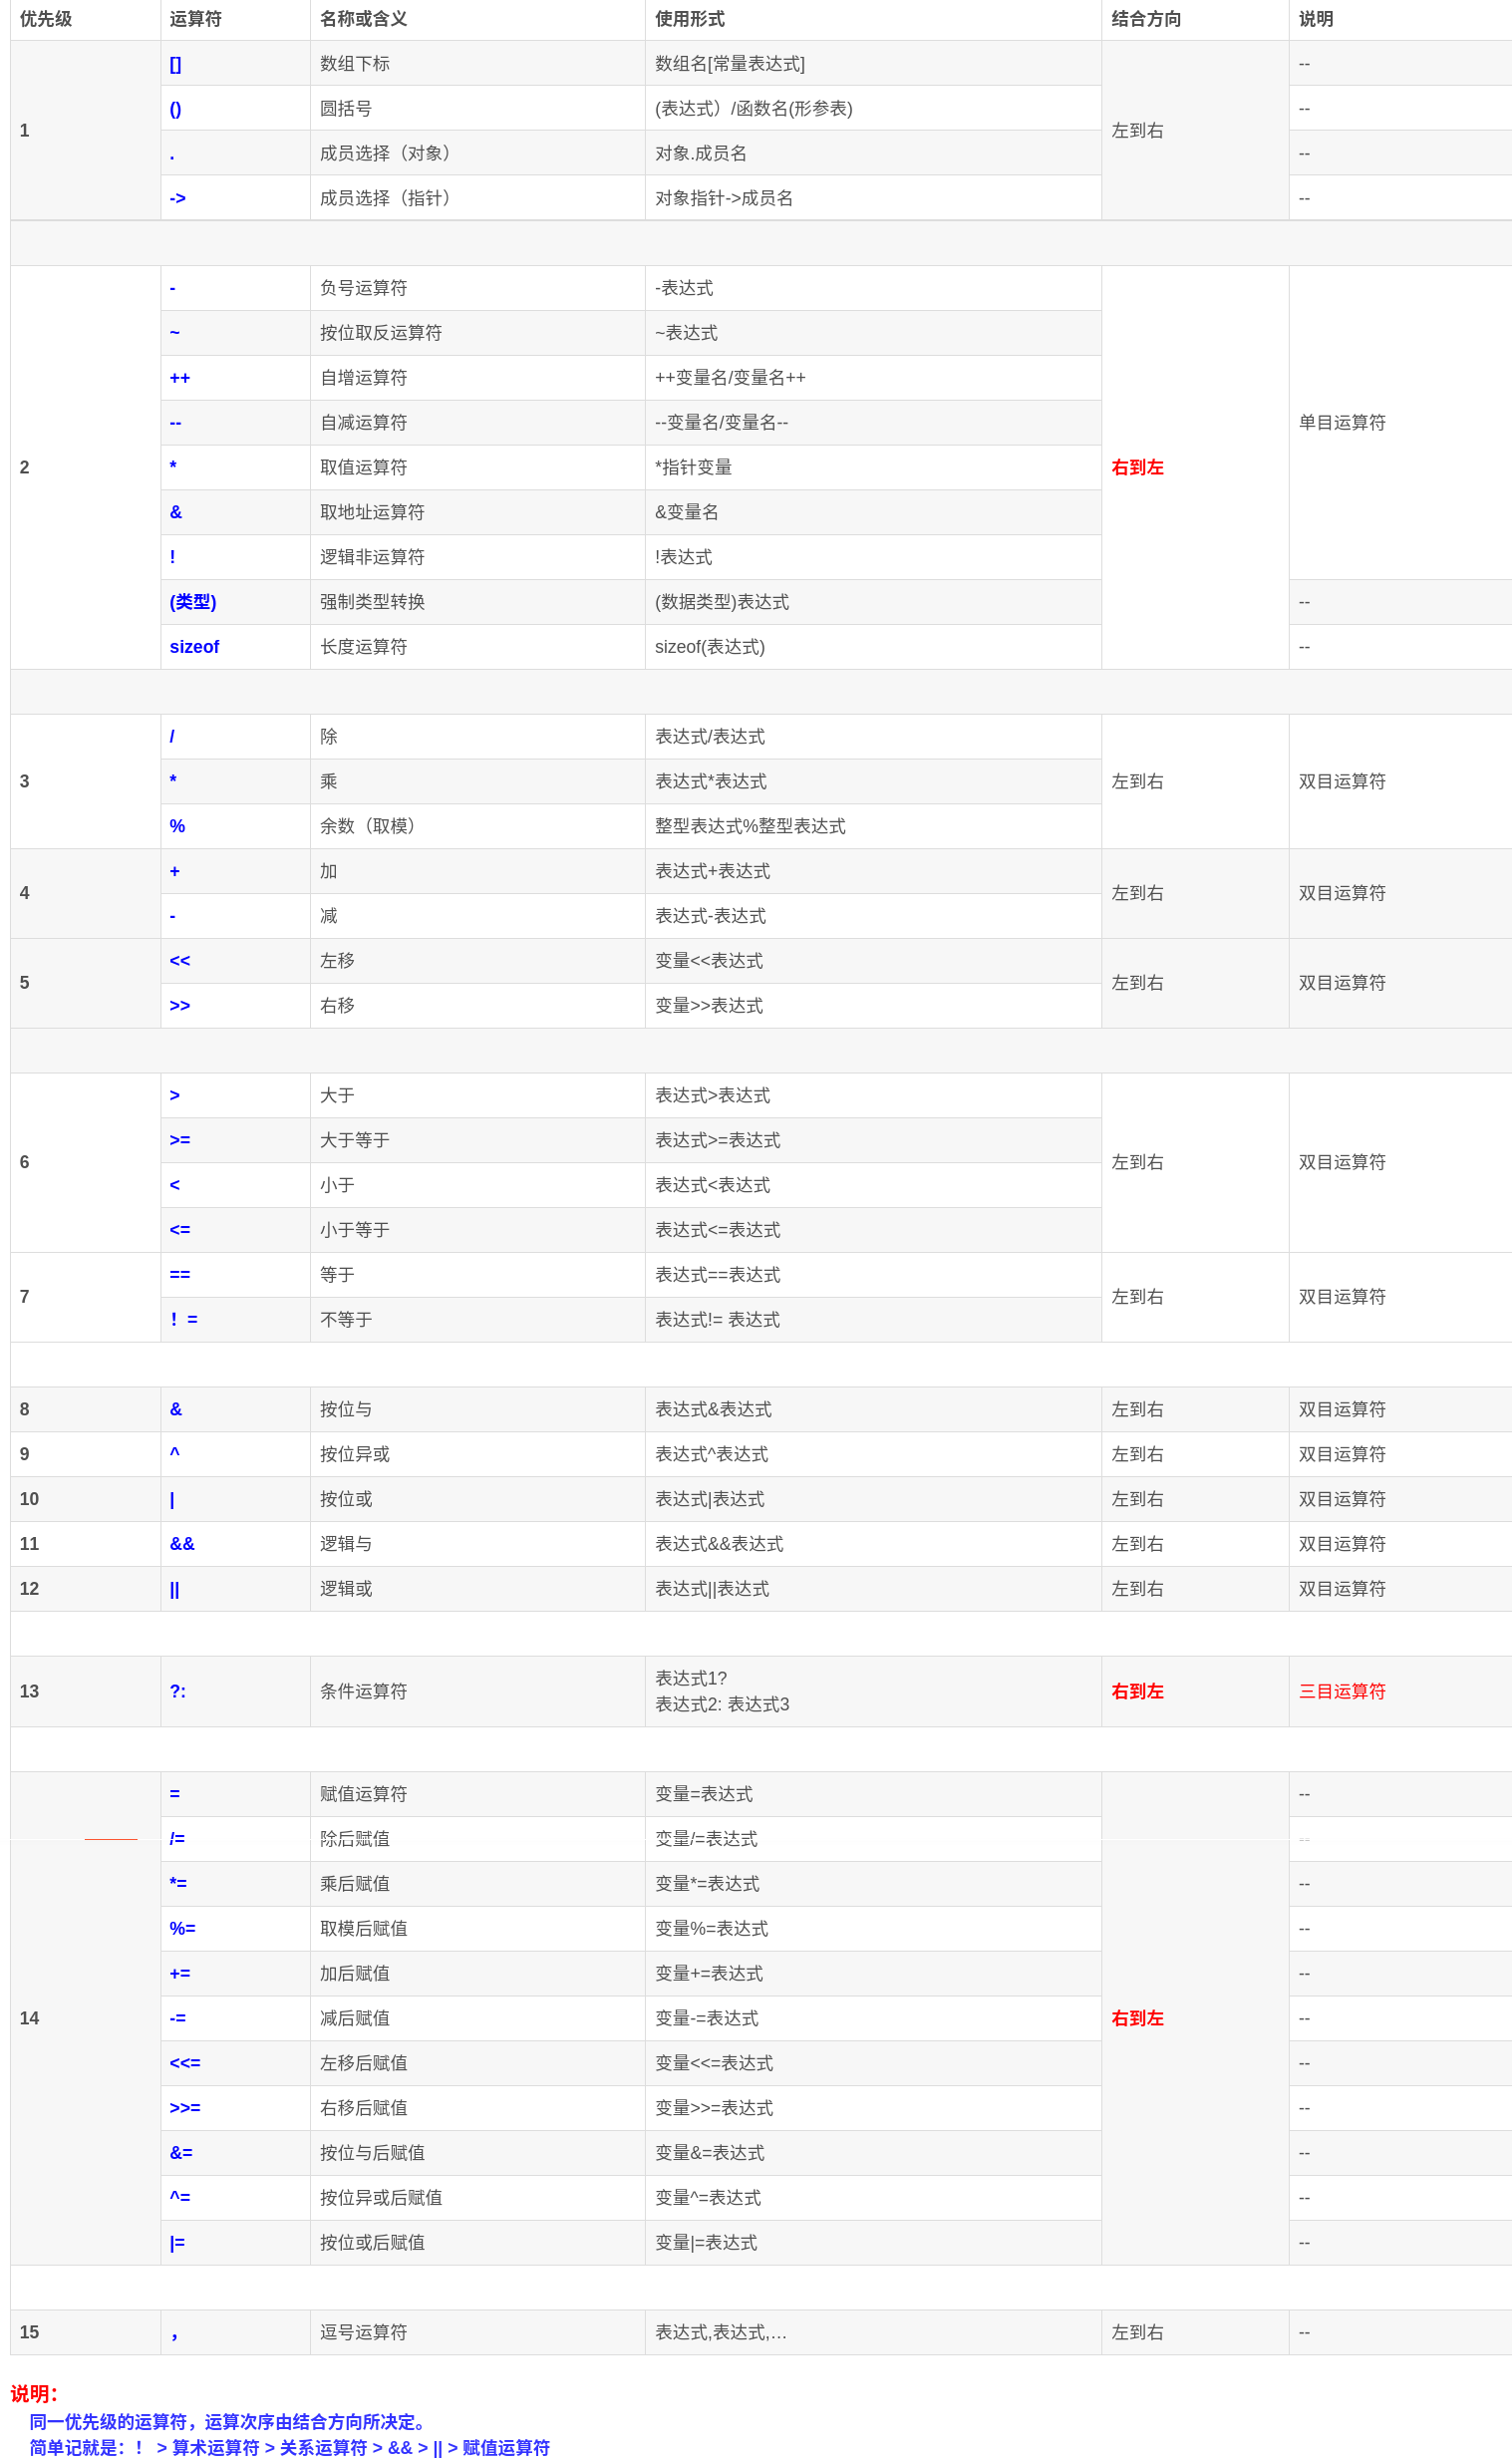 优先级 运算符 名称或含义 使用形式 结合方向 说明
1 [] 数组下标 数组名[常量表达式] 左到右 --
() 圆括号 (表达式）/函数名(形参表) --
. 成员选择（对象） 对象.成员名 --
-> 成员选择（指针） 对象指针->成员名 --
2 - 负号运算符 -表达式 右到左 单目运算符
~ 按位取反运算符 ~表达式
++ 自增运算符 ++变量名/变量名++
-- 自减运算符 --变量名/变量名--
* 取值运算符 *指针变量
& 取地址运算符 &变量名
! 逻辑非运算符 !表达式
(类型) 强制类型转换 (数据类型)表达式 --
sizeof 长度运算符 sizeof(表达式) --
3 / 除 表达式/表达式 左到右 双目运算符
* 乘 表达式*表达式
% 余数（取模） 整型表达式%整型表达式
4 + 加 表达式+表达式 左到右 双目运算符
- 减 表达式-表达式
5 << 左移 变量<<表达式 左到右 双目运算符
>> 右移 变量>>表达式
6 > 大于 表达式>表达式 左到右 双目运算符
>= 大于等于 表达式>=表达式
< 小于 表达式<表达式
<= 小于等于 表达式<=表达式
7 == 等于 表达式==表达式 左到右 双目运算符
！= 不等于 表达式!= 表达式
8 & 按位与 表达式&表达式 左到右 双目运算符
9 ^ 按位异或 表达式^表达式 左到右 双目运算符
10 | 按位或 表达式|表达式 左到右 双目运算符
11 && 逻辑与 表达式&&表达式 左到右 双目运算符
12 || 逻辑或 表达式||表达式 左到右 双目运算符
13 ?: 条件运算符 表达式1? 右到左 三目运算符
表达式2: 表达式3
14 = 赋值运算符 变量=表达式 右到左 --
/= 除后赋值 变量/=表达式 --
*= 乘后赋值 变量*=表达式 --
%= 取模后赋值 变量%=表达式 --
+= 加后赋值 变量+=表达式 --
-= 减后赋值 变量-=表达式 --
<<= 左移后赋值 变量<<=表达式 --
>>= 右移后赋值 变量>>=表达式 --
&= 按位与后赋值 变量&=表达式 --
^= 按位异或后赋值 变量^=表达式 --
|= 按位或后赋值 变量|=表达式 --
15 ， 逗号运算符 表达式,表达式,… 左到右 --
说明：
同一优先级的运算符，运算次序由结合方向所决定。
简单记就是：！ > 算术运算符 > 关系运算符 > && > || > 赋值运算符